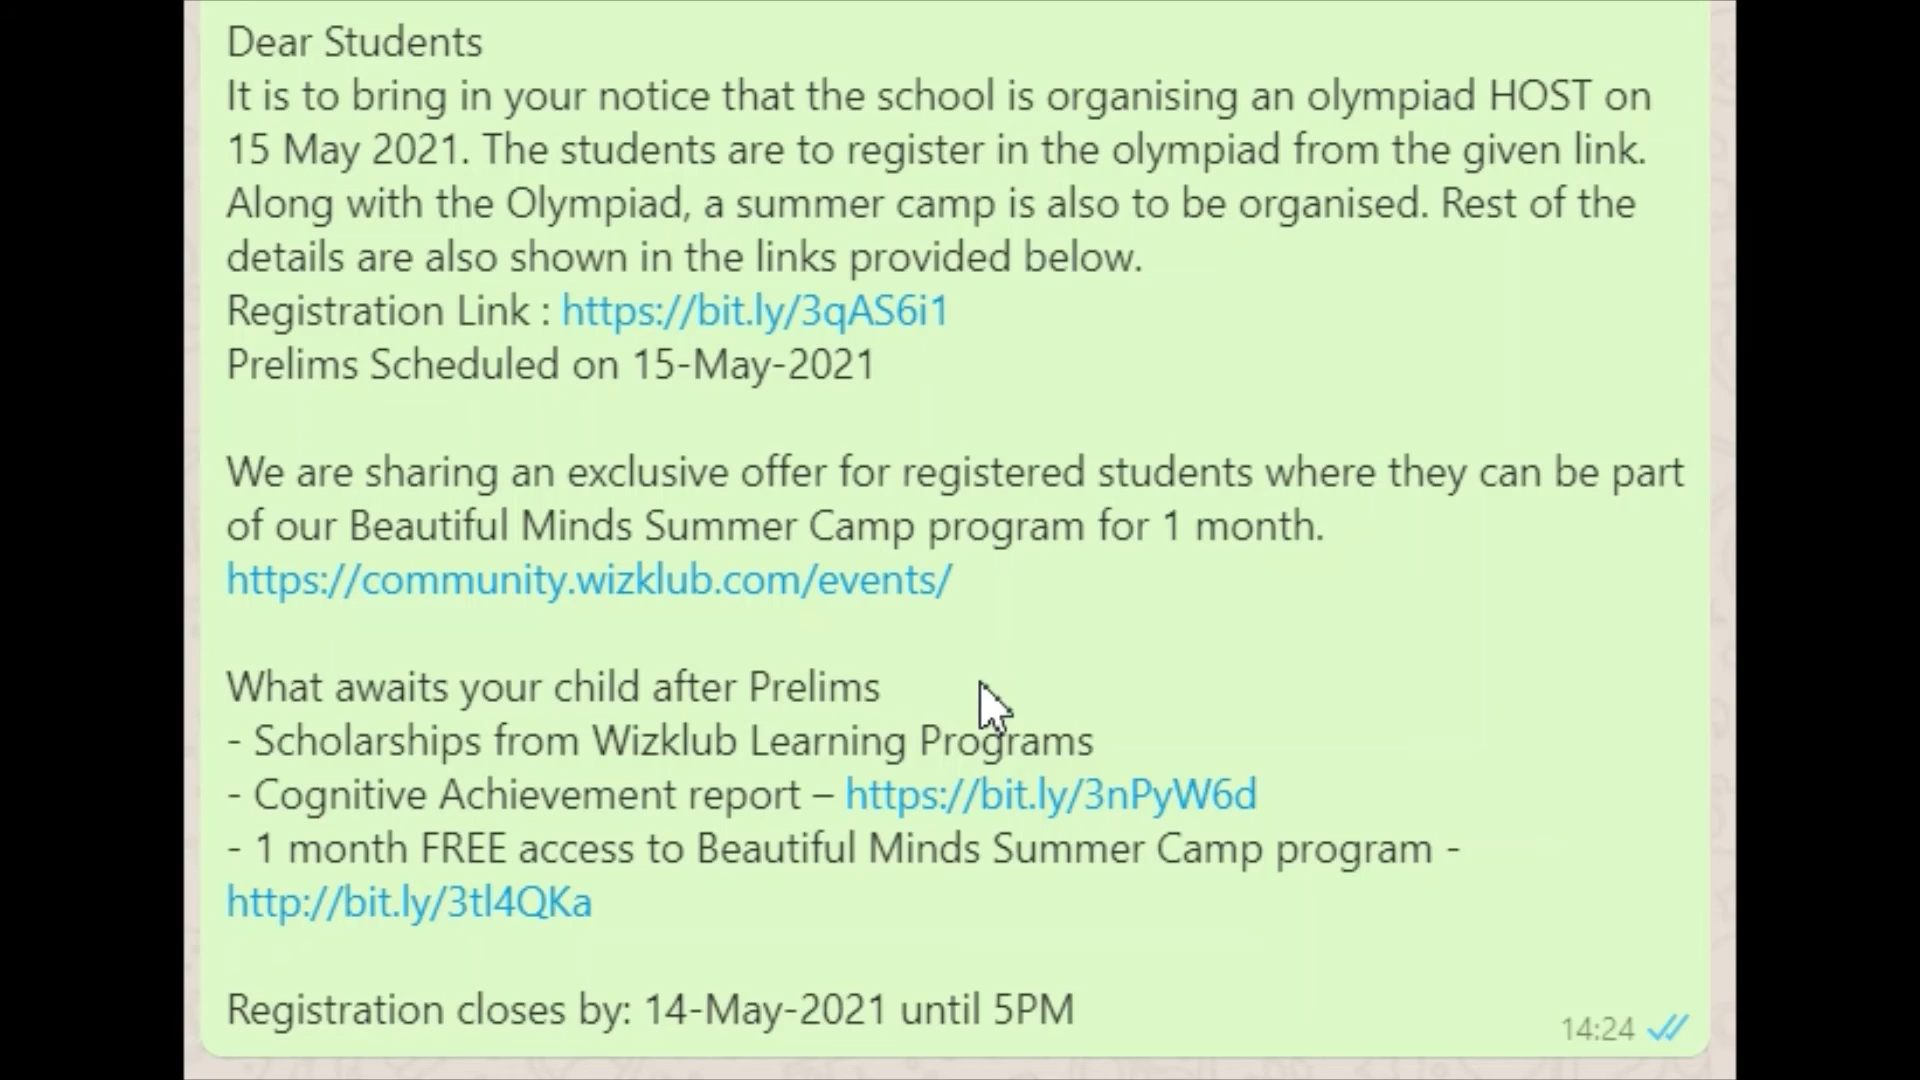 Dear Students
It is to bring in your notice that the school is organising an olympiad HOST on
15 May 2021. The students are to register in the olympiad from the given link.
Along with the Olympiad, a summer camp is also to be organised. Rest of the
details are also shown in the links provided below.
Registration Link : https://bit.ly/3qAS6i1
Prelims Scheduled on 15-May-2021
We are sharing an exclusive offer for registered students where they can be part
of our Beautiful Minds Summer Camp program for 1 month.
https://community.wizklub.com/events/
What awaits your child after Prelims
- Scholarships from Wizklub Learning Programs
- Cognitive Achievement report – https://bit.ly/3nPyW6d
- 1 month FREE access to Beautiful Minds Summer Camp program -
http://bit.ly/3tl4QKa
Registration closes by: 14-May-2021 until 5PM
14:24